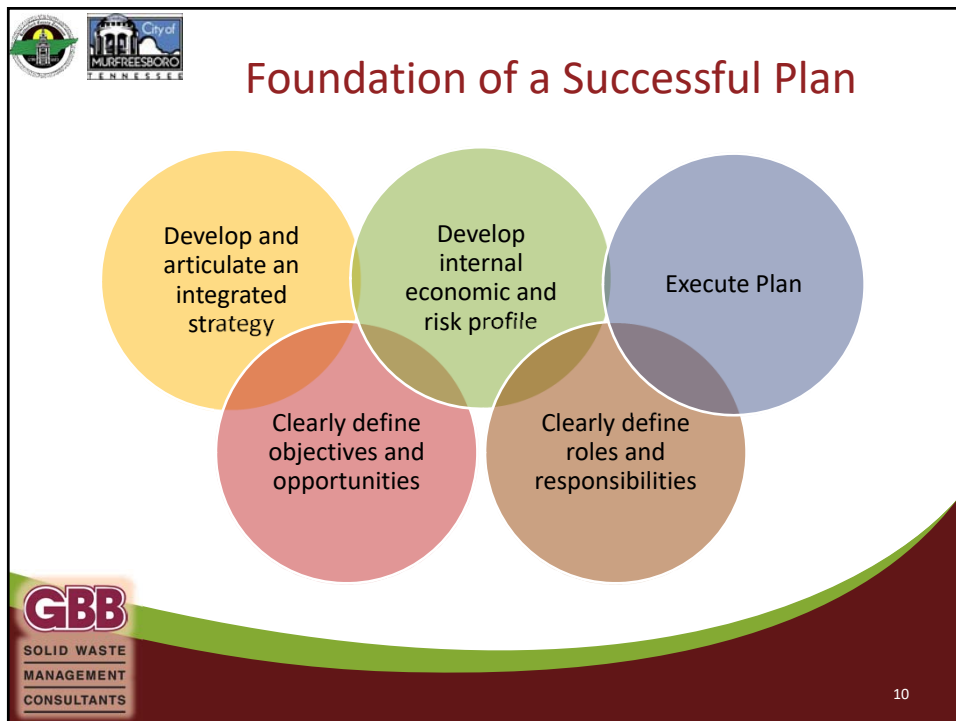 City of
MURFREESBORO
TENNESSEE
Foundation of a Successful Plan
Develop and
articulate an
integrated
strategy
Develop
internal
economic and
risk profile
Execute Plan
Clearly define
objectives and
opportunities
Clearly define
roles and
responsibilities
GBB
SOLID WASTE
MANAGEMENT
CONSULTANTS
10